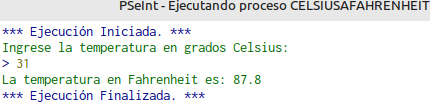 PSeInt - Ejecutando proceso CELSIUSAFAHRENHEIT
*** Ejecución Iniciada. ***
Ingrese la temperatura en grados Celsius:
> 31
La temperatura en Fahrenheit es: 87.8
*** Ejecución Finalizada. ***